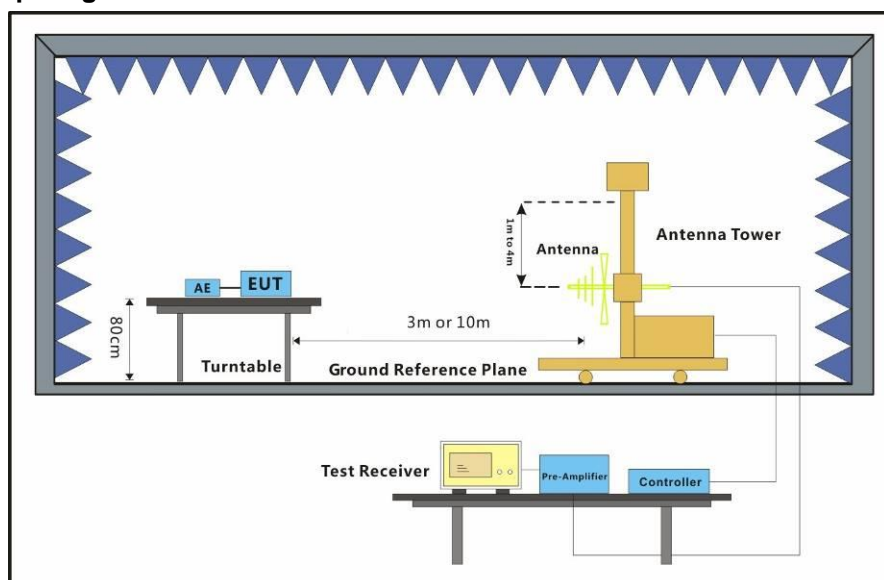 1m to 4m
Antenna
Antenna Tower
AE
EUT
80cm
3m or 10m
Turntable
Ground Reference Plane
Test Receiver
Pre-Amplifier
Controller